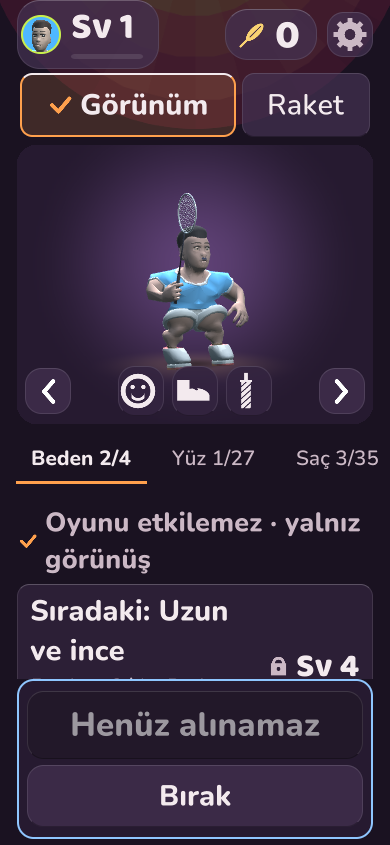 Sv 1
0
Görünüm
Raket
Beden 2/4
Yüz 1/27
Saç 3/35
Oyunu etkilemez · yalnız
görünüş
Sıradaki: Uzun
ve ince
Sv 4
Henüz alınamaz
Bırak